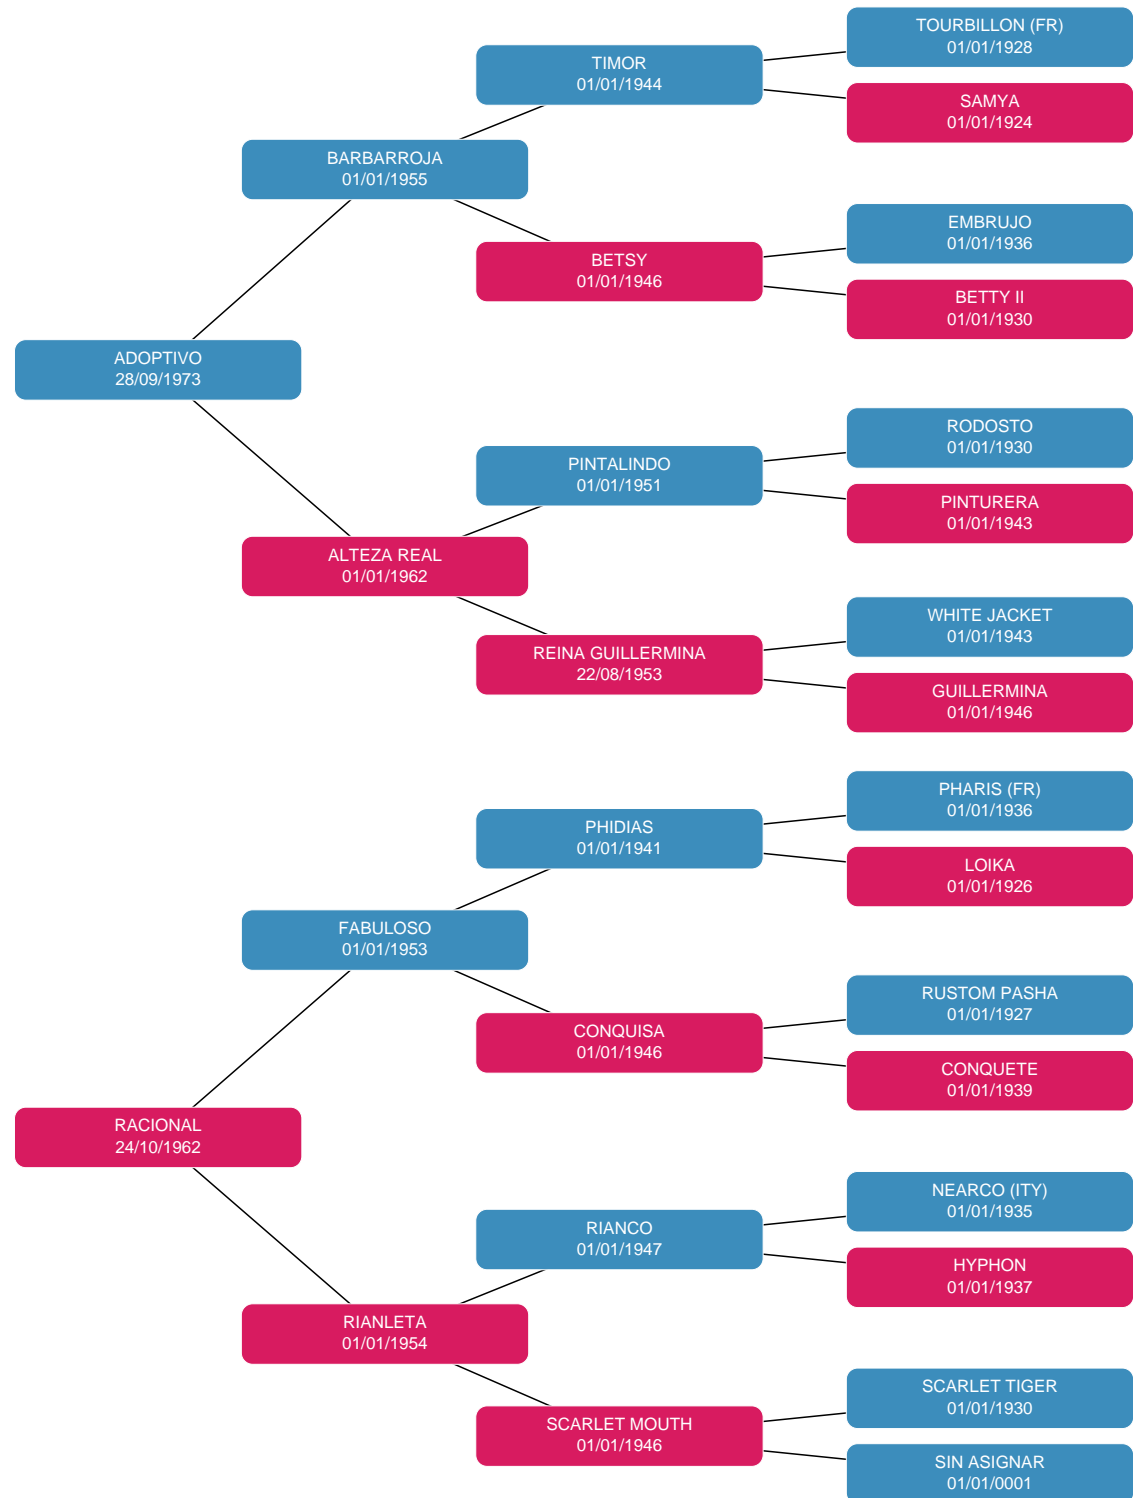 TOURBILLON (FR)
01/01/1928
TIMOR
01/01/1944
SAMYA
01/01/1924
BARBARROJA
01/01/1955
EMBRUJO
01/01/1936
BETSY
01/01/1946
BETTY II
01/01/1930
ADOPTIVO
28/09/1973
RODOSTO
01/01/1930
PINTALINDO
01/01/1951
PINTURERA
01/01/1943
ALTEZA REAL
01/01/1962
WHITE JACKET
01/01/1943
REINA GUILLERMINA
22/08/1953
GUILLERMINA
01/01/1946
PHARIS (FR)
01/01/1936
PHIDIAS
01/01/1941
LOIKA
01/01/1926
FABULOSO
01/01/1953
RUSTOM PASHA
01/01/1927
CONQUISA
01/01/1946
CONQUETE
01/01/1939
RACIONAL
24/10/1962
NEARCO (ITY)
01/01/1935
RIANCO
01/01/1947
HYPHON
01/01/1937
RIANLETA
01/01/1954
SCARLET TIGER
01/01/1930
SCARLET MOUTH
01/01/1946
SIN ASIGNAR
01/01/0001